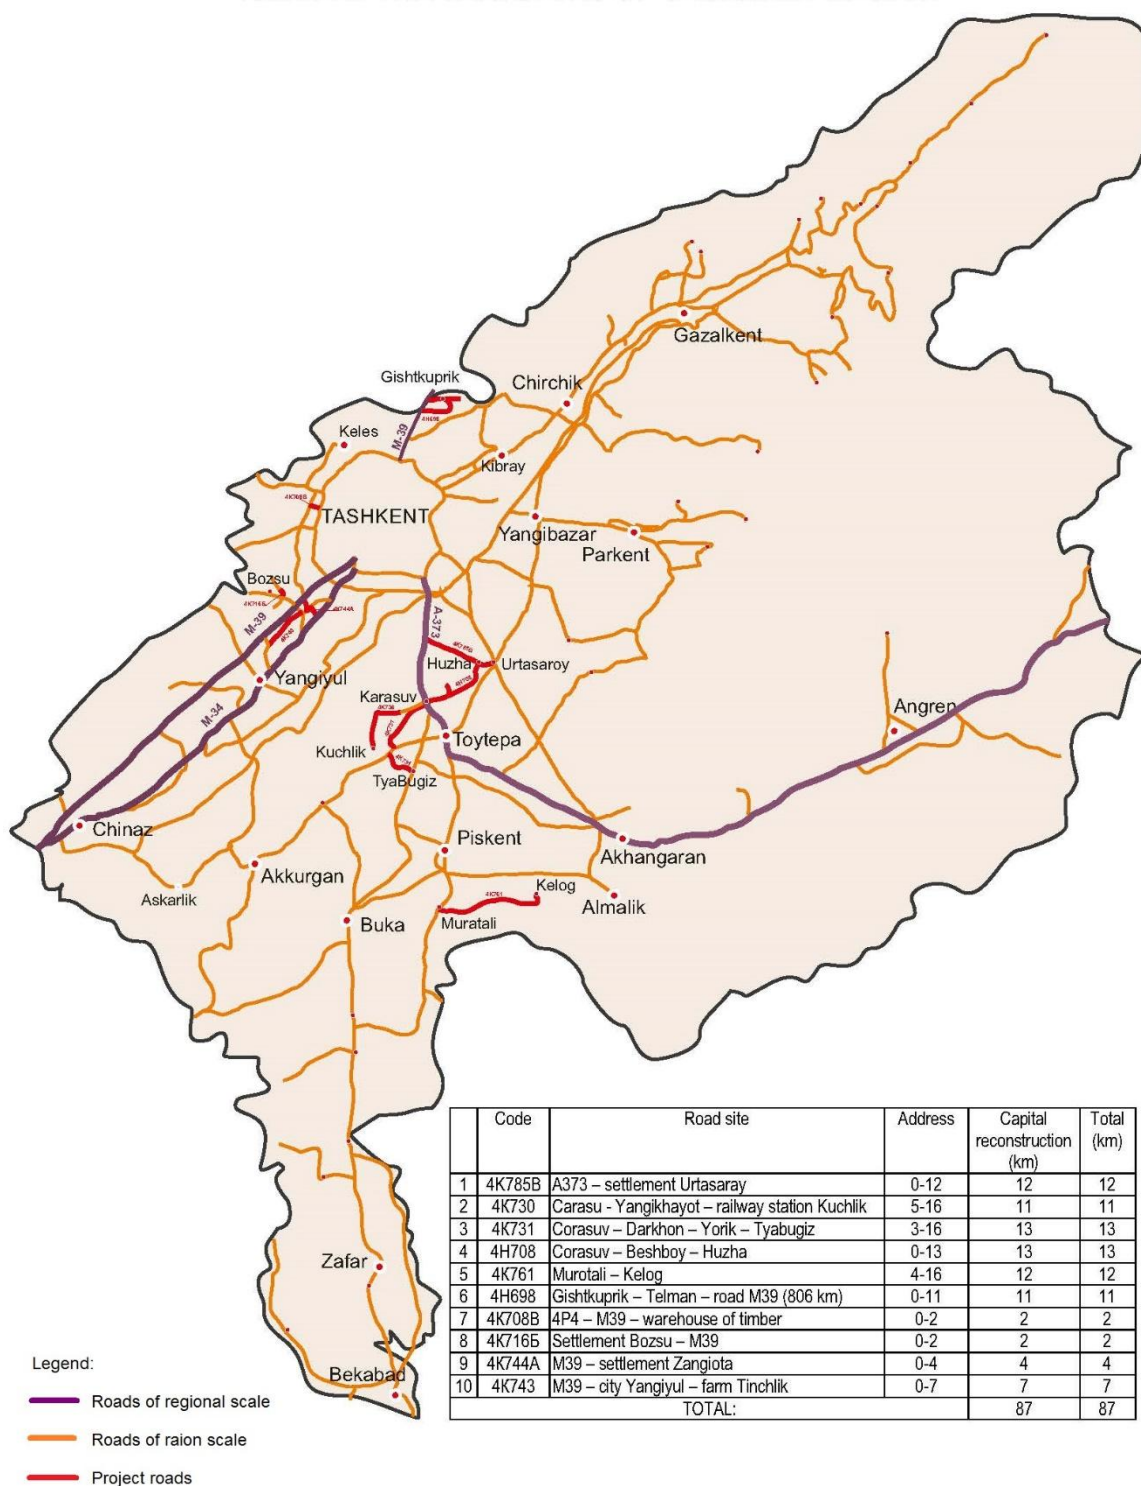 Gazalkent
Gishtkuprik
Chirchik
4H698
M-39
Keles
Kibray
4K708B
TASHKENT
Yangibazar
Parkent
Bozsu
4K744A
M-39
A-373
Huzha
Urtasaroy
Yangiyul
Karasuv
4K730
4K731
M-34
Angren
Kuchlik
Toytepa
TyaBugiz
Chinaz
Piskent
Akhangaran
Akkurgan
Askarlik
4K761
Kelog
Almalik
Buka
Muratali
Zafar
Bekabad
Code Road site Address Capital reconstruction (km) Total (km)
1 4K785B A373 – settlement Urtasaray 0-12 12 12
2 4K730 Carasu - Yangikhayot – railway station Kuchlik 5-16 11 11
3 4K731 Corasuv – Darkhon – Yorik – Tyabugiz 3-16 13 13
4 4H708 Corasuv – Beshboy – Huzha 0-13 13 13
5 4K761 Murotali – Kelog 4-16 12 12
6 4H698 Gishtkuprik – Telman – road M39 (806 km) 0-11 11 11
7 4K708B 4P4 – M39 – warehouse of timber 0-2 2 2
8 4K716Б Settlement Bozsu – M39 0-2 2 2
9 4K744A M39 – settlement Zangiota 0-4 4 4
10 4K743 M39 – city Yangiyul – farm Tinchlik 0-7 7 7
TOTAL: 87 87
Legend:
Roads of regional scale
Roads of raion scale
Project roads